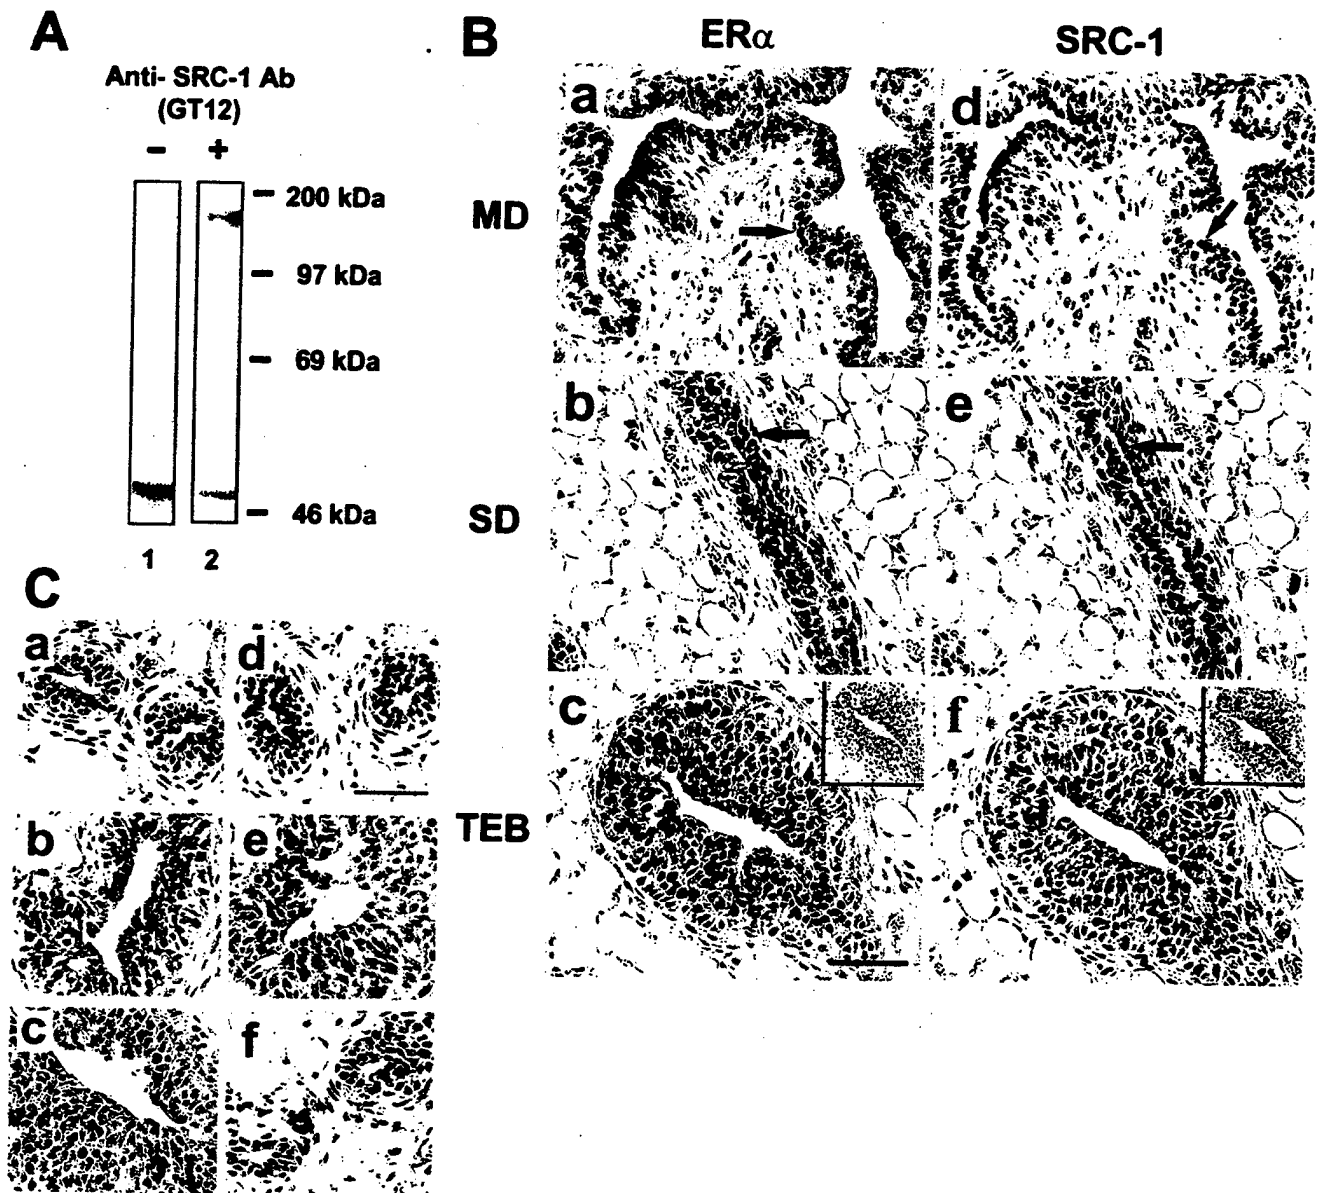 A
Anti- SRC-1 Ab
(GT12)
- +
200 kDa
97 kDa
69 kDa
46 kDa
1 2
B
ERα SRC-1
MD
a d
SD
b e
TEB
c f
C
a d
b e
c f